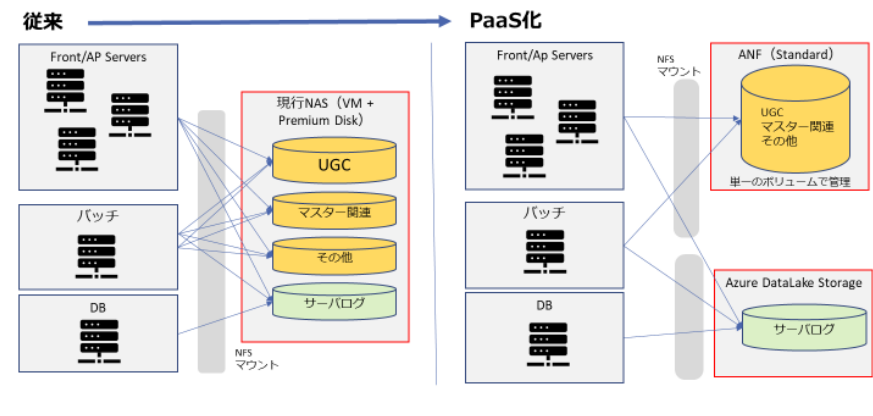 従来
PaaS化
Front/AP Servers
現行NAS（VM +
Premium Disk）
UGC
マスター関連
その他
サーバログ
バッチ
DB
NFS
マウント
Front/Ap Servers
NFS
マウント
ANF（Standard）
UGC
マスター関連
その他
単一のボリュームで管理
バッチ
DB
Azure DataLake Storage
サーバログ